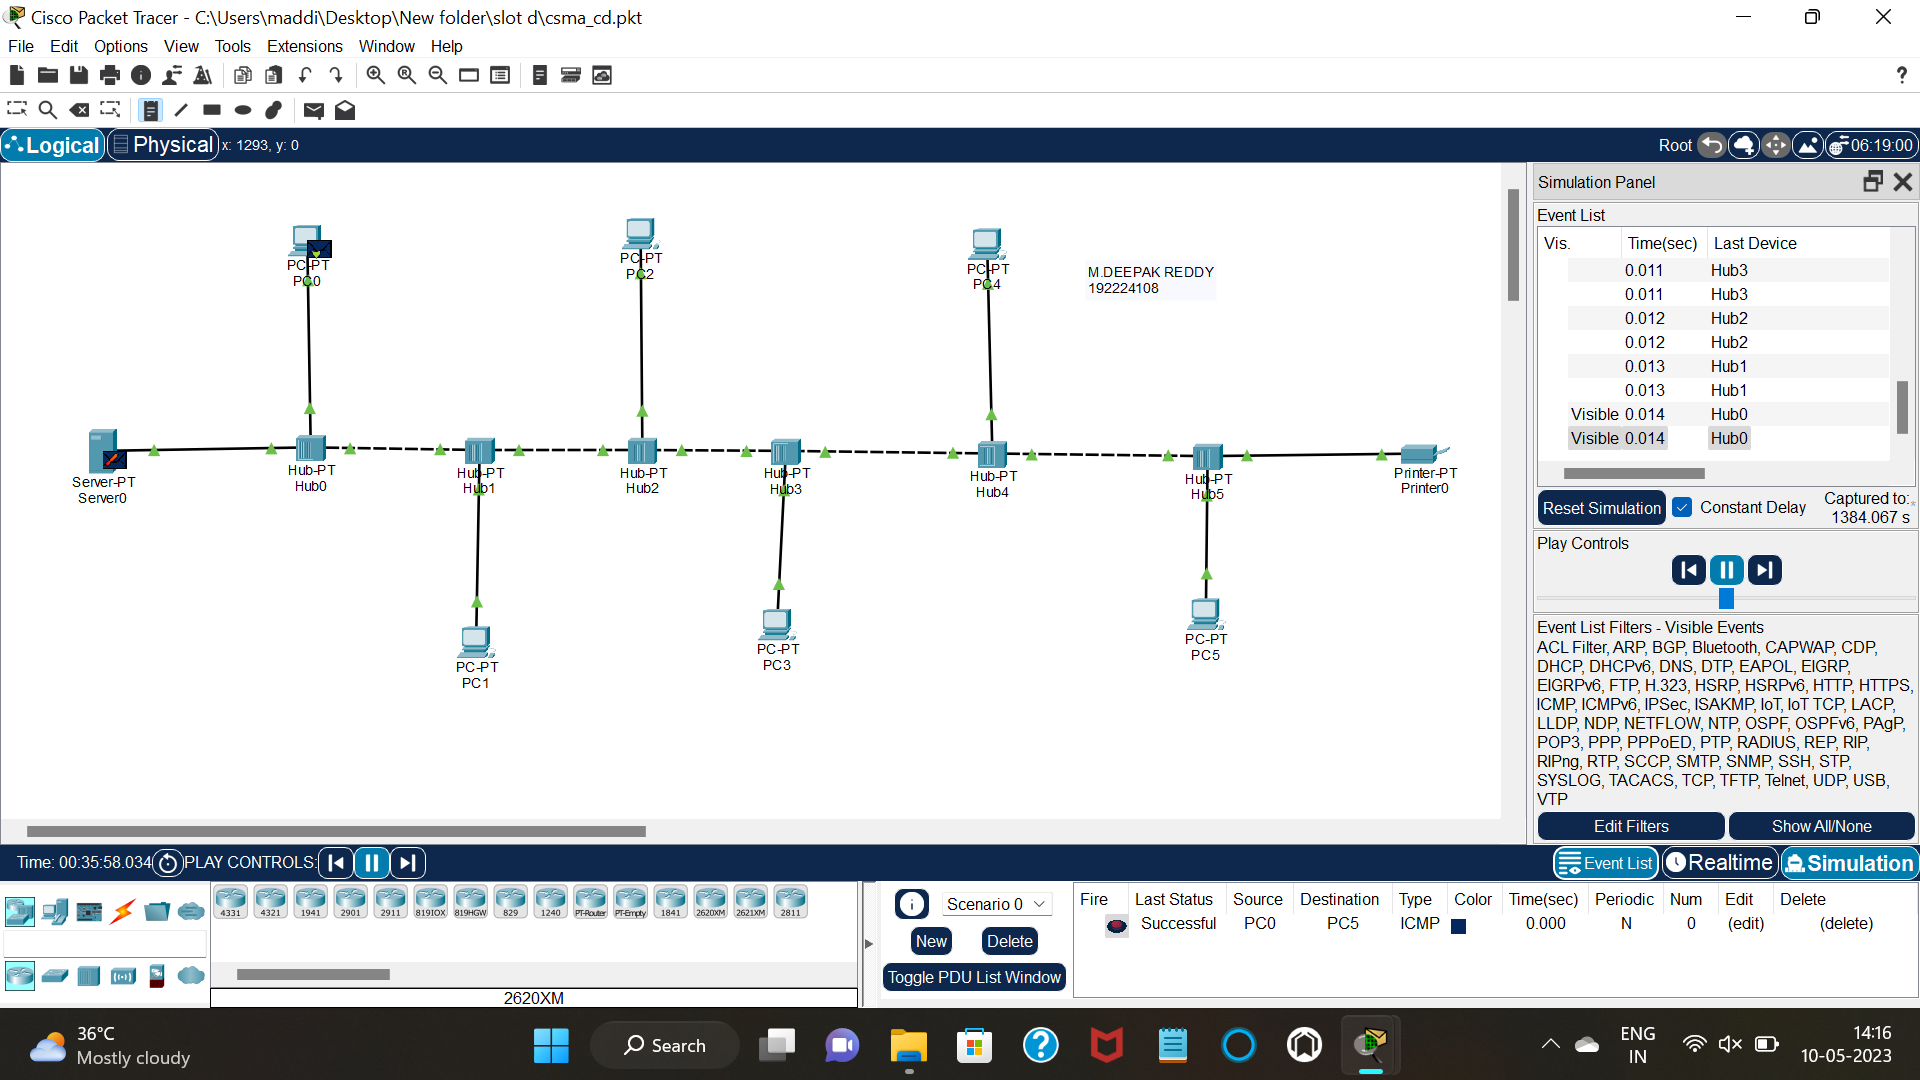 Cisco Packet Tracer - C:\Users\maddi\Desktop\New folder\slot d\csma_cd.pkt
File Edit Options View Tools Extensions Window Help
?
Logical Physical x: 1293, y: 0 Root 06:19:00
PC-PT
PC0
PC-PT
PC2
PC-PT
PC4
M.DEEPAK REDDY
192224108
Server-PT
Server0
Hub-PT
Hub0
Hub-PT
Hub1
Hub-PT
Hub2
Hub-PT
Hub3
Hub-PT
Hub4
Hub-PT
Hub5
Printer-PT
Printer0
PC-PT
PC1
PC-PT
PC3
PC-PT
PC5
Simulation Panel
Event List
Vis. Time(sec) Last Device
0.011 Hub3
0.011 Hub3
0.012 Hub2
0.012 Hub2
0.013 Hub1
0.013 Hub1
Visible 0.014 Hub0
Visible 0.014 Hub0
Reset Simulation Constant Delay Captured to:
1384.067 s
Play Controls
Event List Filters - Visible Events
ACL Filter, ARP, BGP, Bluetooth, CAPWAP, CDP,
DHCP, DHCPv6, DNS, DTP, EAPOL, EIGRP,
EIGRPv6, FTP, H.323, HSRP, HSRPv6, HTTP, HTTPS,
ICMP, ICMPv6, IPSec, ISAKMP, IoT, IoT TCP, LACP,
LLDP, NDP, NETFLOW, NTP, OSPF, OSPFv6, PAgP,
POP3, PPP, PPPoED, PTP, RADIUS, REP, RIP,
RIPng, RTP, SCCP, SMTP, SNMP, SSH, STP,
SYSLOG, TACACS, TCP, TFTP, Telnet, UDP, USB,
VTP
Edit Filters Show All/None
Time: 00:35:58.034 PLAY CONTROLS: Event List Realtime Simulation
4331 4321 1941 2901 2911 819IOX 819HGW 829 1240 PT-Router PT-Empty 1841 2620XM 2621XM 2811
2620XM
Scenario 0
New Delete
Toggle PDU List Window
Fire Last Status Source Destination Type Color Time(sec) Periodic Num Edit Delete
Successful PC0 PC5 ICMP 0.000 N 0 (edit) (delete)
36°C
Mostly cloudy
Search
ENG
IN
14:16
10-05-2023